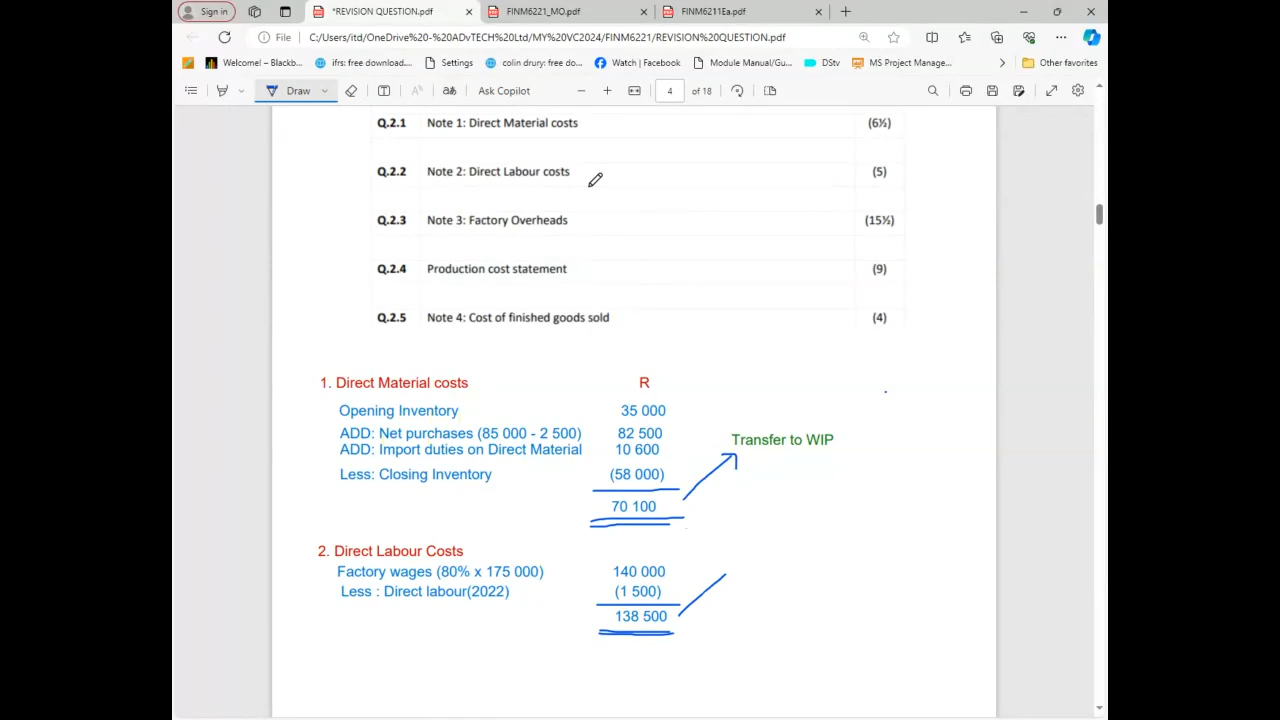 Sign in
*REVISION QUESTION.pdf
FINM6221_MO.pdf
FINM6211Ea.pdf
File C:/Users/itd/OneDrive%20-%20ADvTECH%20Ltd/MY%20VC2024/FINM6221/REVISION%20QUESTION.pdf
Welcome! – Blackb... ifrs: free download.... Settings colin drury: free do... Watch | Facebook Module Manual/Gu... DStv MS Project Manage... Other favorites
Draw Ask Copilot 4 of 18
Q.2.1 Note 1: Direct Material costs (6½)
Q.2.2 Note 2: Direct Labour costs (5)
Q.2.3 Note 3: Factory Overheads (15½)
Q.2.4 Production cost statement (9)
Q.2.5 Note 4: Cost of finished goods sold (4)
1. Direct Material costs R
Opening Inventory 35 000
ADD: Net purchases (85 000 - 2 500) 82 500
Transfer to WIP
ADD: Import duties on Direct Material 10 600
Less: Closing Inventory (58 000)
70 100
2. Direct Labour Costs
Factory wages (80% x 175 000) 140 000
Less : Direct labour(2022) (1 500)
138 500